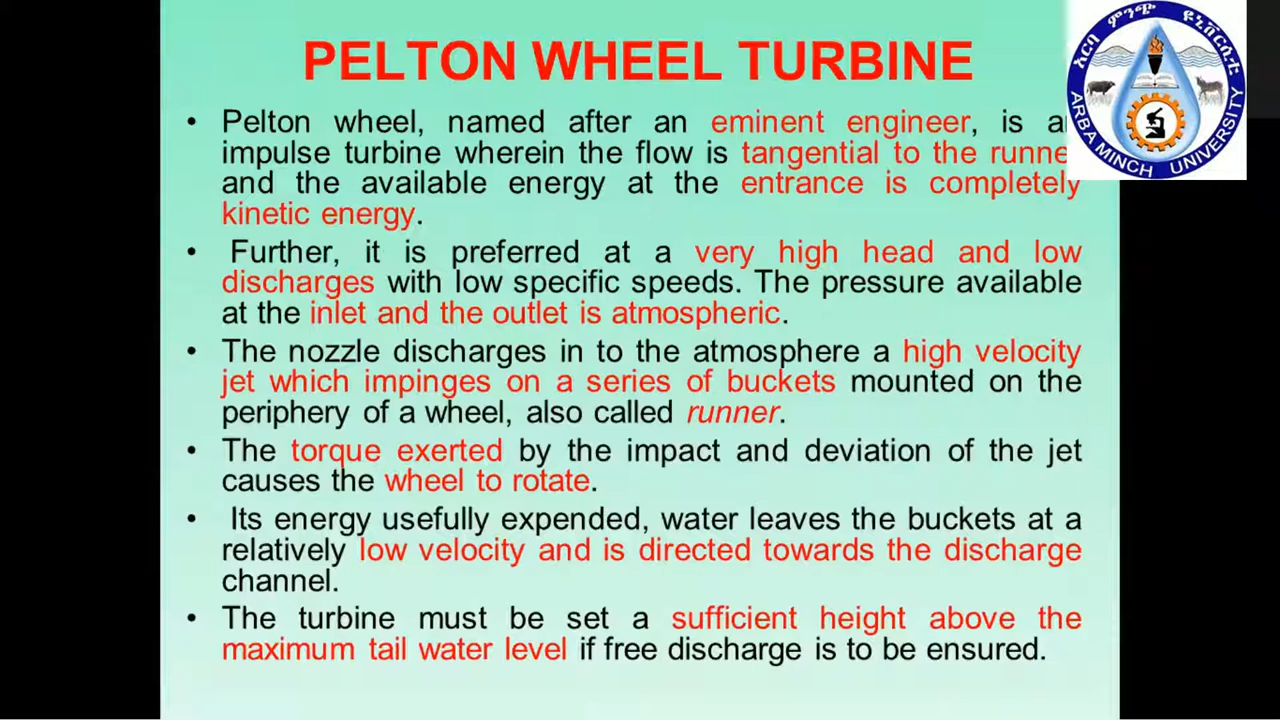 PELTON WHEEL TURBINE
• Pelton wheel, named after an eminent engineer, is
impulse turbine wherein the flow is tangential to the
and the available energy at the entrance is completely
kinetic energy.
• Further, it is preferred at a very high head and low
discharges with low specific speeds. The pressure available
at the inlet and the outlet is atmospheric.
• The nozzle discharges in to the atmosphere a high velocity
jet which impinges on a series of buckets mounted on the
periphery of a wheel, also called runner.
• The torque exerted by the impact and deviation of the jet
causes the wheel to rotate.
• Its energy usefully expended, water leaves the buckets at a
relatively low velocity and is directed towards the discharge
channel.
• The turbine must be set a sufficient height above the
maximum tail water level if free discharge is to be ensured.
አርባ ምንጭ ዩኒቨርሲቲ
ARBA MINCH UNIVERSITY